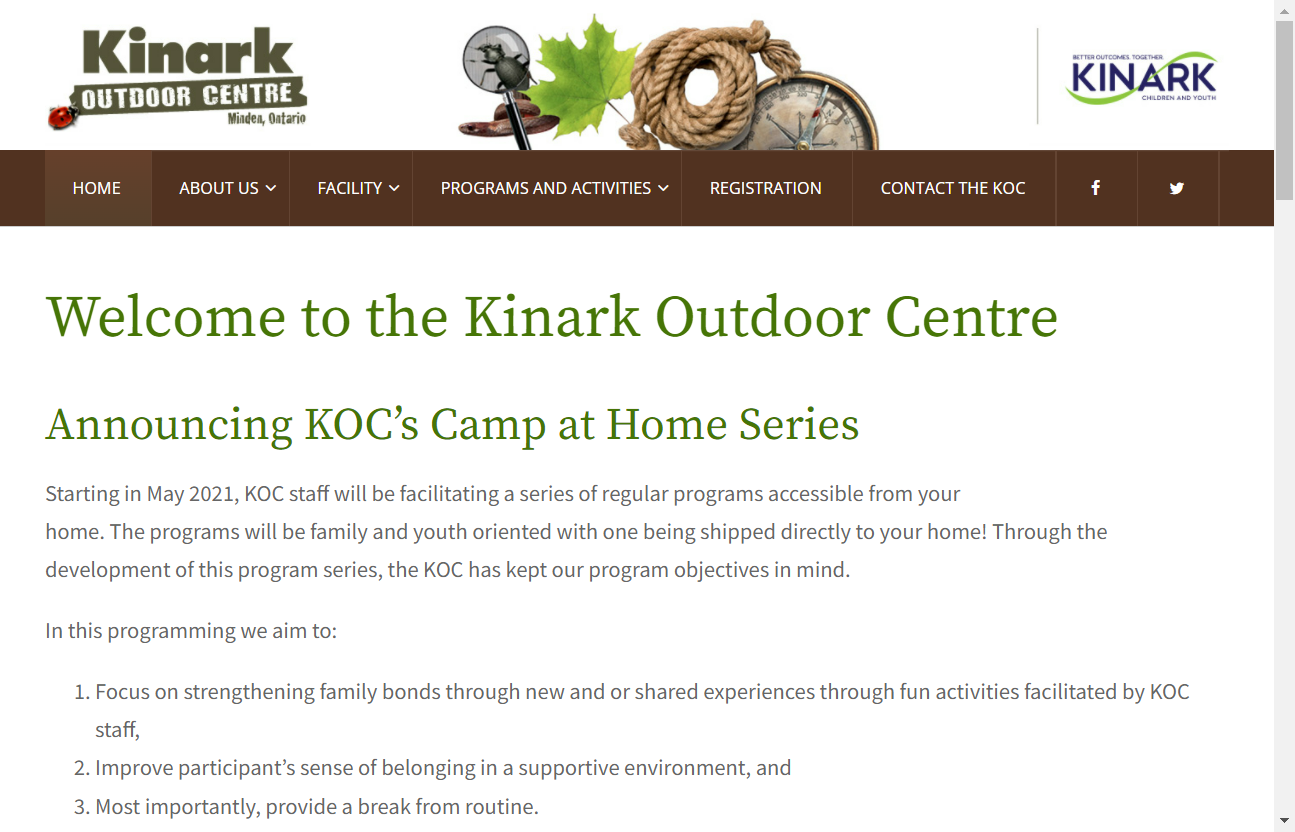 Kinark
OUTDOOR CENTRE
Minden, Ontario
BETTER OUTCOMES. TOGETHER.
KINARK
CHILDREN AND YOUTH
HOME ABOUT US FACILITY PROGRAMS AND ACTIVITIES REGISTRATION CONTACT THE KOC
Welcome to the Kinark Outdoor Centre
Announcing KOC’s Camp at Home Series
Starting in May 2021, KOC staff will be facilitating a series of regular programs accessible from your
home. The programs will be family and youth oriented with one being shipped directly to your home! Through the
development of this program series, the KOC has kept our program objectives in mind.
In this programming we aim to:
1. Focus on strengthening family bonds through new and or shared experiences through fun activities facilitated by KOC
staff,
2. Improve participant’s sense of belonging in a supportive environment, and
3. Most importantly, provide a break from routine.